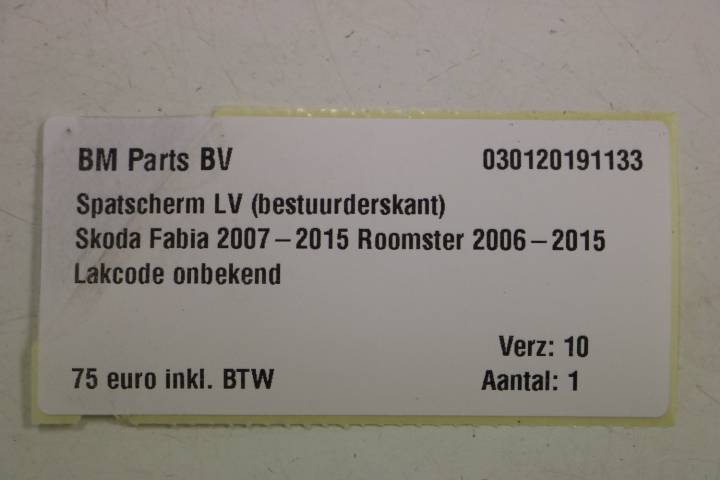 BM Parts BV 030120191133
Spatscherm LV (bestuurderskant)
Skoda Fabia 2007–2015 Roomster 2006–2015
Lakcode onbekend
Verz: 10
75 euro inkl. BTW Aantal: 1